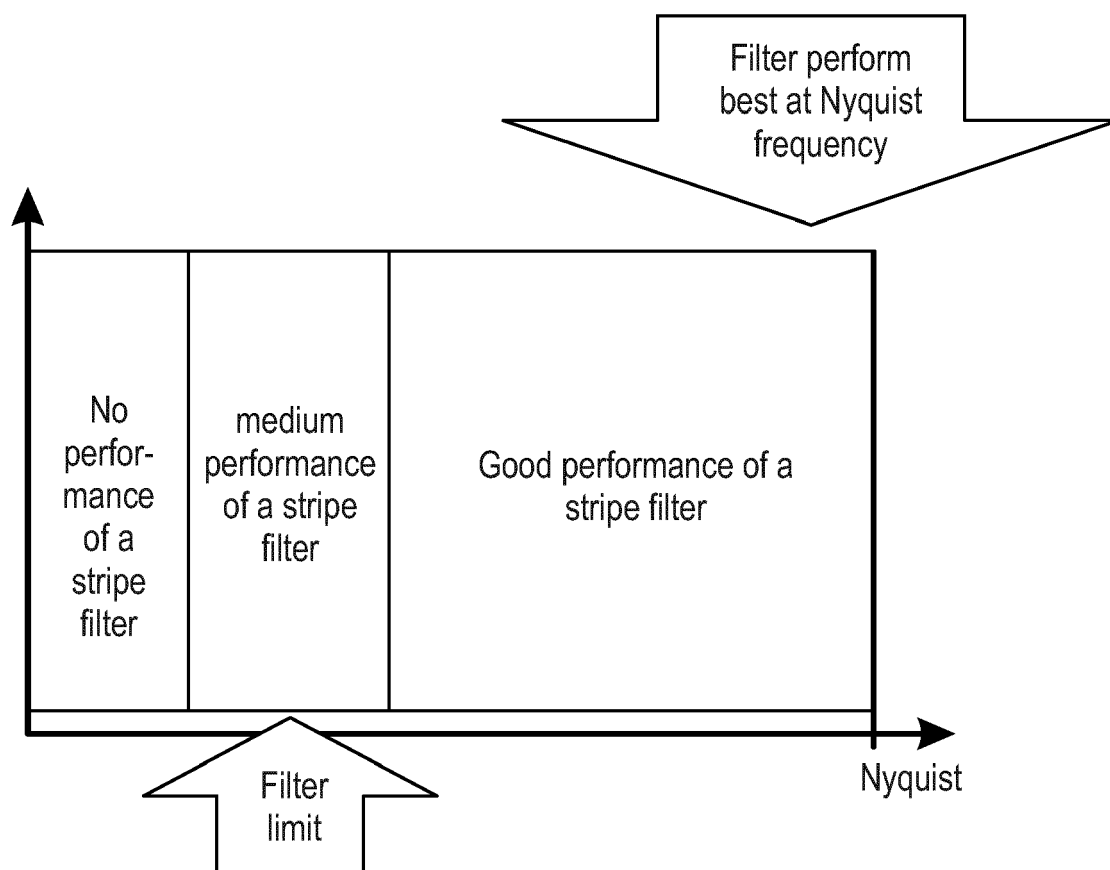 Filter perform
best at Nyquist
frequency
No
perfor-
mance
of a
stripe
filter
medium
performance
of a stripe
filter
Good performance of a
stripe filter
Nyquist
Filter
limit